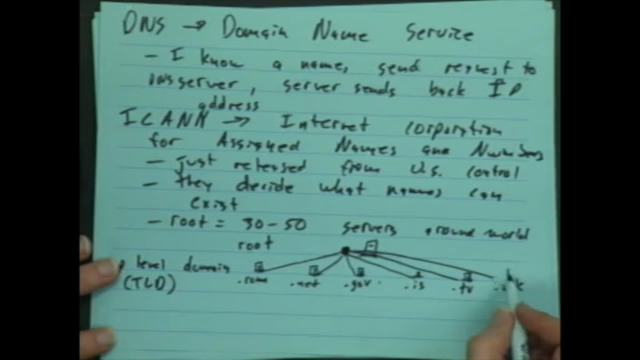 DNS → Domain Name Service
- I know a name, send request to
DNS server, server sends back IP
address
ICANN → Internet Corporation
for Assigned Names and Numbers
- just released from U.S. control
- they decide what names can
exist
- root = 30-50 servers around world
root
level domain
(TLD) .com .net .gov .is .tv